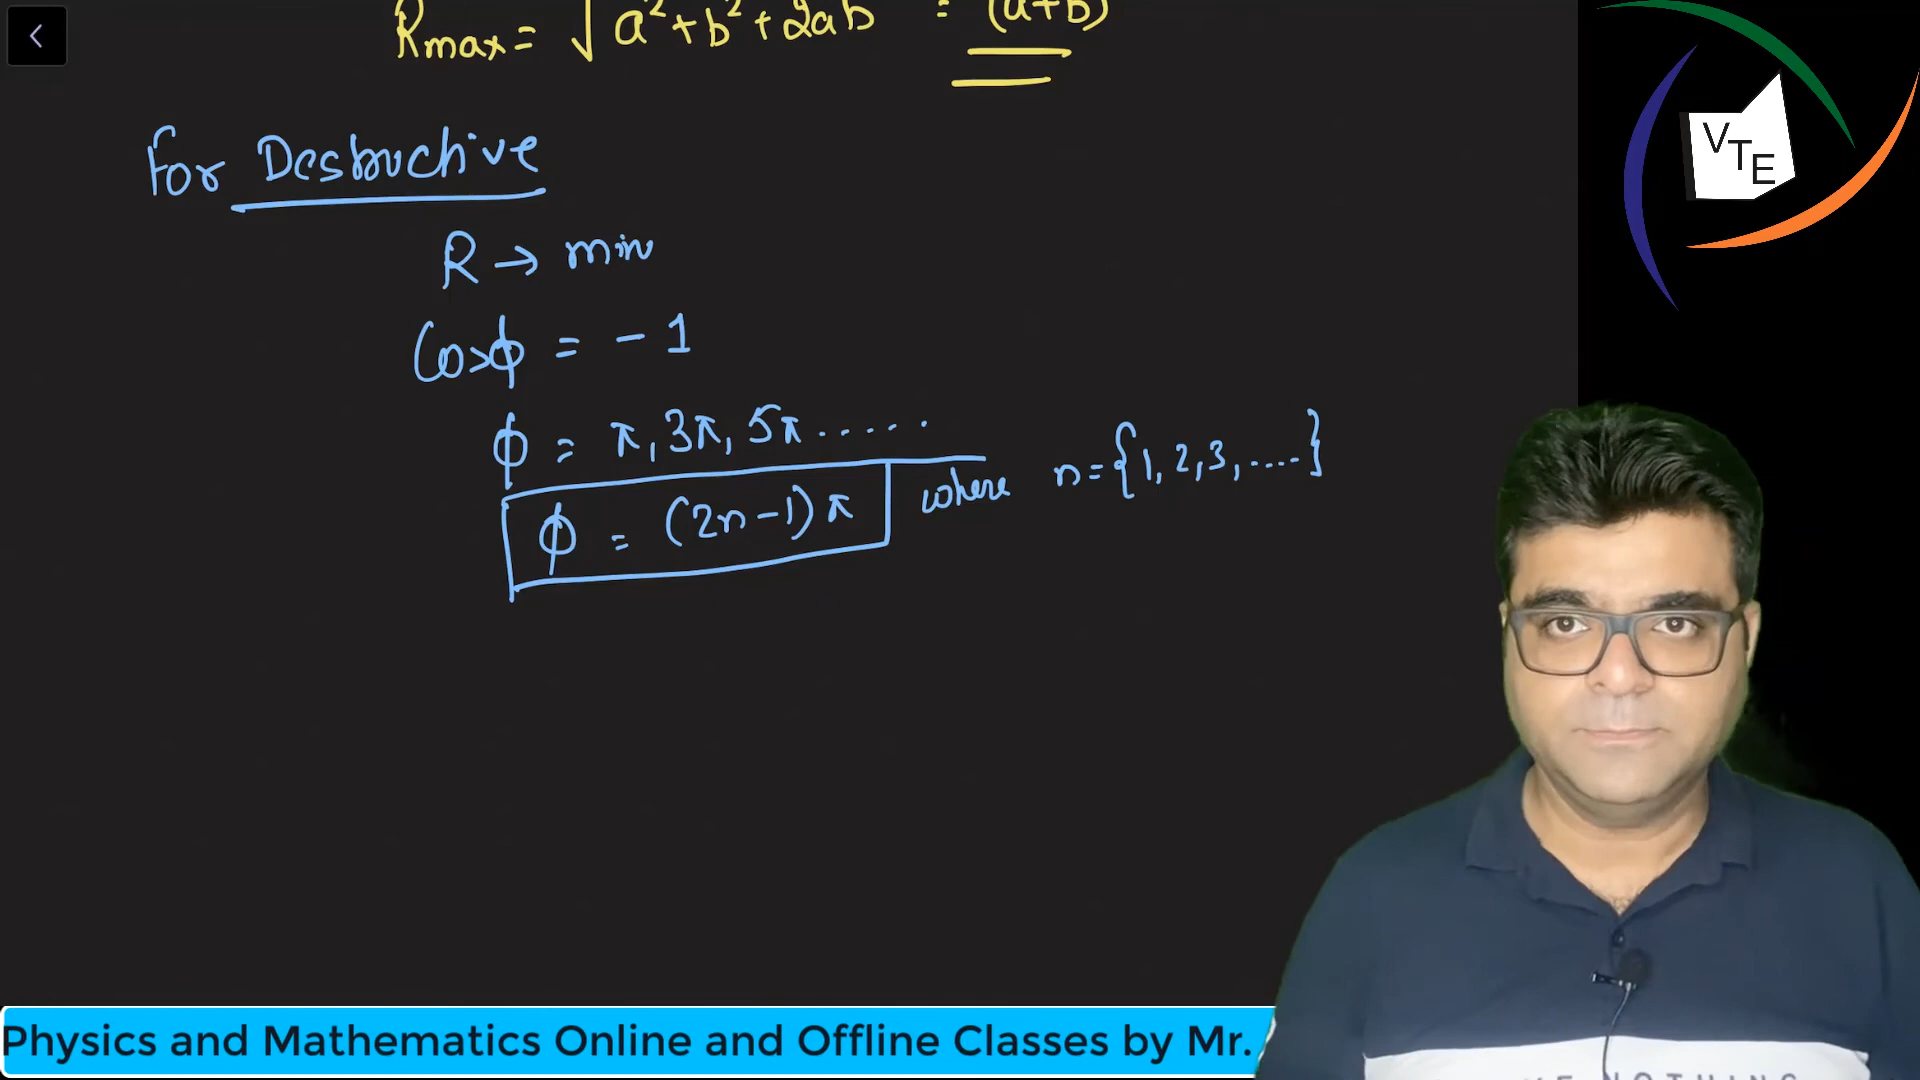 Rmax = √a²+b²+2ab = (a+b)
For Destructive
R → min
Cosϕ = - 1
ϕ = π, 3π, 5π .....
ϕ = (2n-1)π where n={1, 2, 3, ....}
VTE
Physics and Mathematics Online and Offline Classes by Mr.
NOTHING